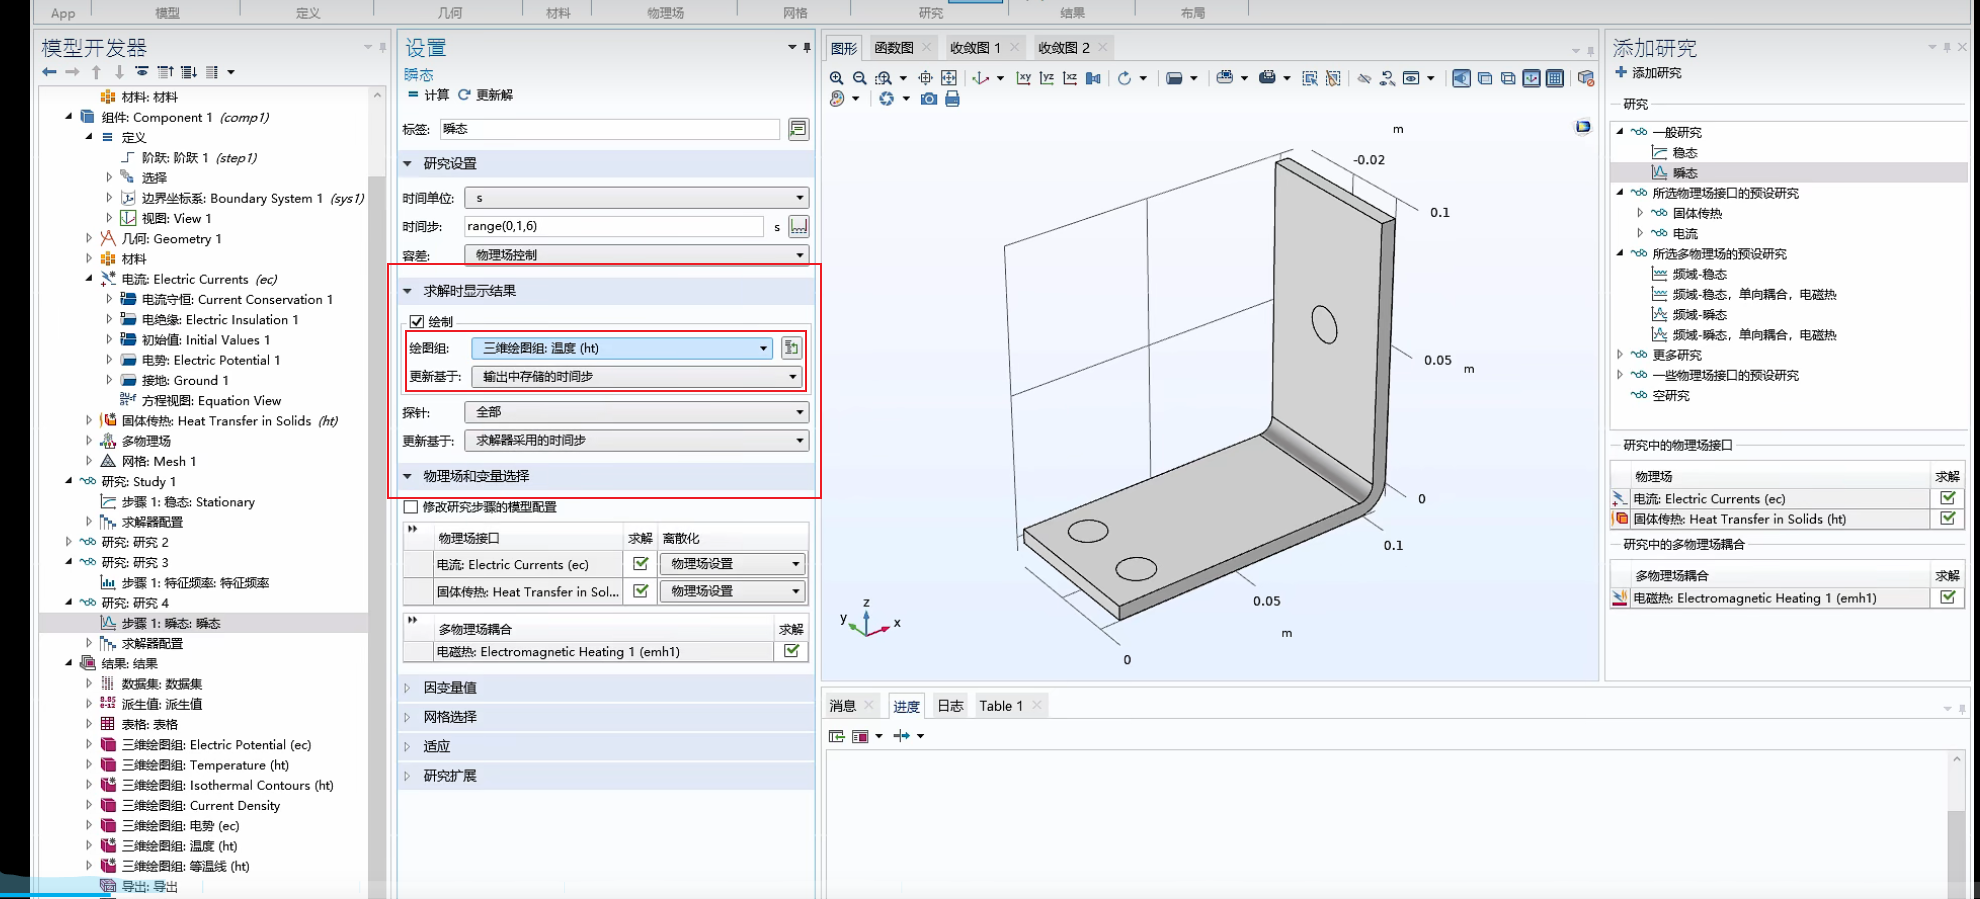 App
模型
定义
几何
材料
物理场
网格
研究
结果
布局
模型开发器
材料: 材料
组件: Component 1 (comp1)
定义
阶跃: 阶跃 1 (step1)
选择
边界坐标系: Boundary System 1 (sys1)
视图: View 1
几何: Geometry 1
材料
电流: Electric Currents (ec)
电流守恒: Current Conservation 1
电绝缘: Electric Insulation 1
初始值: Initial Values 1
电势: Electric Potential 1
接地: Ground 1
方程视图: Equation View
固体传热: Heat Transfer in Solids (ht)
多物理场
网格: Mesh 1
研究: Study 1
步骤 1: 稳态: Stationary
求解器配置
研究: 研究 2
研究: 研究 3
步骤 1: 特征频率: 特征频率
研究: 研究 4
步骤 1: 瞬态: 瞬态
求解器配置
结果: 结果
数据集: 数据集
派生值: 派生值
表格: 表格
三维绘图组: Electric Potential (ec)
三维绘图组: Temperature (ht)
三维绘图组: Isothermal Contours (ht)
三维绘图组: Current Density
三维绘图组: 电势 (ec)
三维绘图组: 温度 (ht)
三维绘图组: 等温线 (ht)
导出: 导出
设置
瞬态
= 计算 更新解
标签: 瞬态
研究设置
时间单位: s
时间步: range(0,1,6) s
容差: 物理场控制
求解时显示结果
绘制
绘图组: 三维绘图组: 温度 (ht)
更新基于: 输出中存储的时间步
探针: 全部
更新基于: 求解器采用的时间步
物理场和变量选择
修改研究步骤的模型配置
物理场接口 求解 离散化
电流: Electric Currents (ec) 物理场设置
固体传热: Heat Transfer in Sol... 物理场设置
多物理场耦合 求解
电磁热: Electromagnetic Heating 1 (emh1)
因变量值
网格选择
适应
研究扩展
图形
函数图
收敛图 1
收敛图 2
m
-0.02
0.1
0.05
m
0
0.1
0.05
m
0
z
y
x
消息
进度
日志
Table 1
添加研究
+ 添加研究
研究
一般研究
稳态
瞬态
所选物理场接口的预设研究
固体传热
电流
所选多物理场的预设研究
频域-稳态
频域-稳态，单向耦合，电磁热
频域-瞬态
频域-瞬态，单向耦合，电磁热
更多研究
一些物理场接口的预设研究
空研究
研究中的物理场接口
物理场 求解
电流: Electric Currents (ec)
固体传热: Heat Transfer in Solids (ht)
研究中的多物理场耦合
多物理场耦合 求解
电磁热: Electromagnetic Heating 1 (emh1)